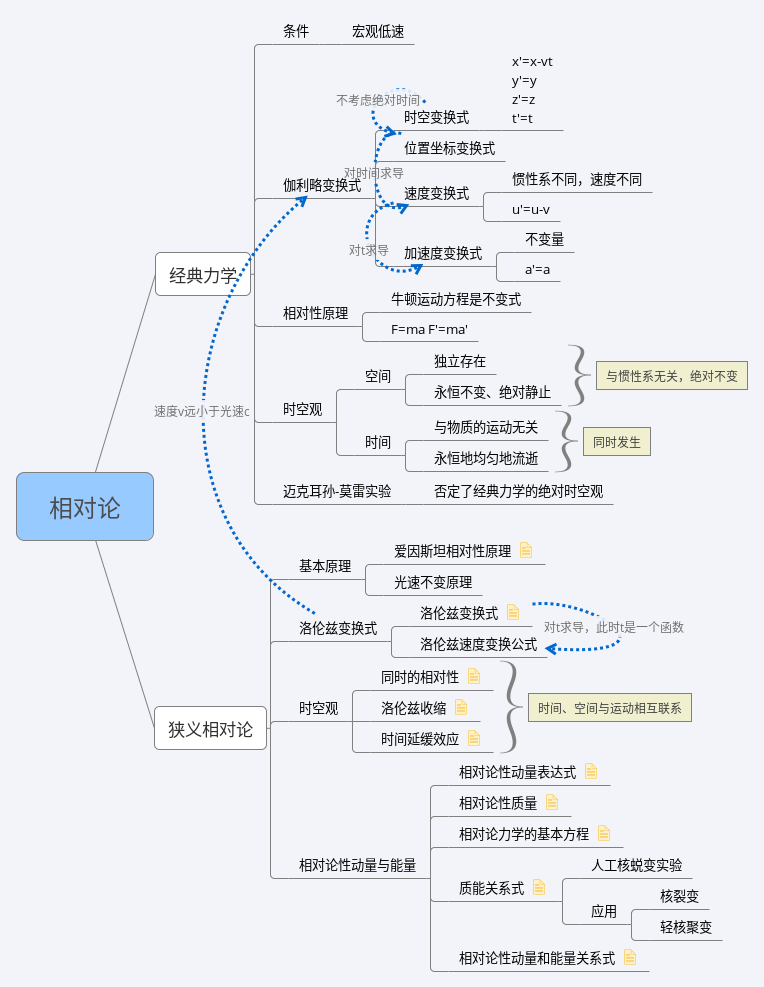 条件
宏观低速
x'=x-vt
y'=y
z'=z
t'=t
不考虑绝对时间
时空变换式
位置坐标变换式
对时间求导
伽利略变换式
速度变换式
惯性系不同，速度不同
u'=u-v
对t求导
加速度变换式
不变量
a'=a
经典力学
相对性原理
牛顿运动方程是不变式
F=ma F'=ma'
时空观
空间
独立存在
永恒不变、绝对静止
与惯性系无关，绝对不变
时间
与物质的运动无关
永恒地均匀地流逝
同时发生
速度v远小于光速c
迈克耳孙-莫雷实验
否定了经典力学的绝对时空观
相对论
基本原理
爱因斯坦相对性原理
光速不变原理
洛伦兹变换式
洛伦兹变换式
洛伦兹速度变换公式
对t求导，此时t是一个函数
狭义相对论
时空观
同时的相对性
洛伦兹收缩
时间延缓效应
时间、空间与运动相互联系
相对论性动量与能量
相对论性动量表达式
相对论性质量
相对论力学的基本方程
质能关系式
人工核蜕变实验
应用
核裂变
轻核聚变
相对论性动量和能量关系式